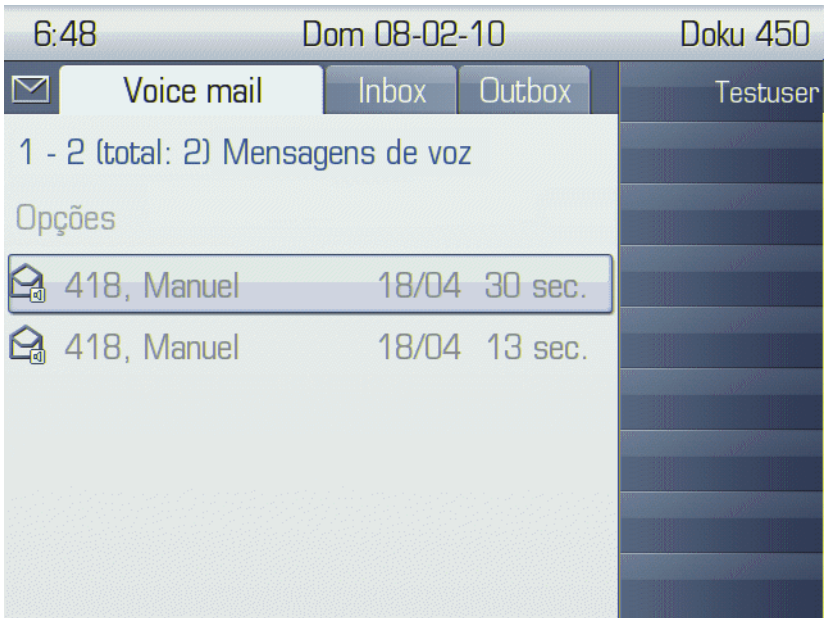 6:48 Dom 08-02-10 Doku 450
Voice mail Inbox Outbox Testuser
1 - 2 (total: 2) Mensagens de voz
Opções
418, Manuel 18/04 30 sec.
418, Manuel 18/04 13 sec.